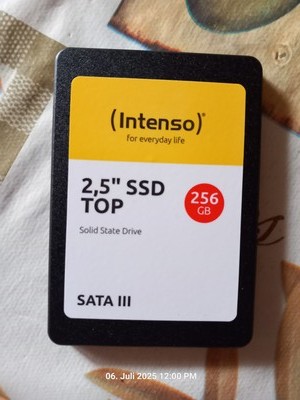 (Intenso)®
for everyday life
2,5" SSD
TOP
256
GB
Solid State Drive
SATA III
06. Juli 2025 12:00 PM